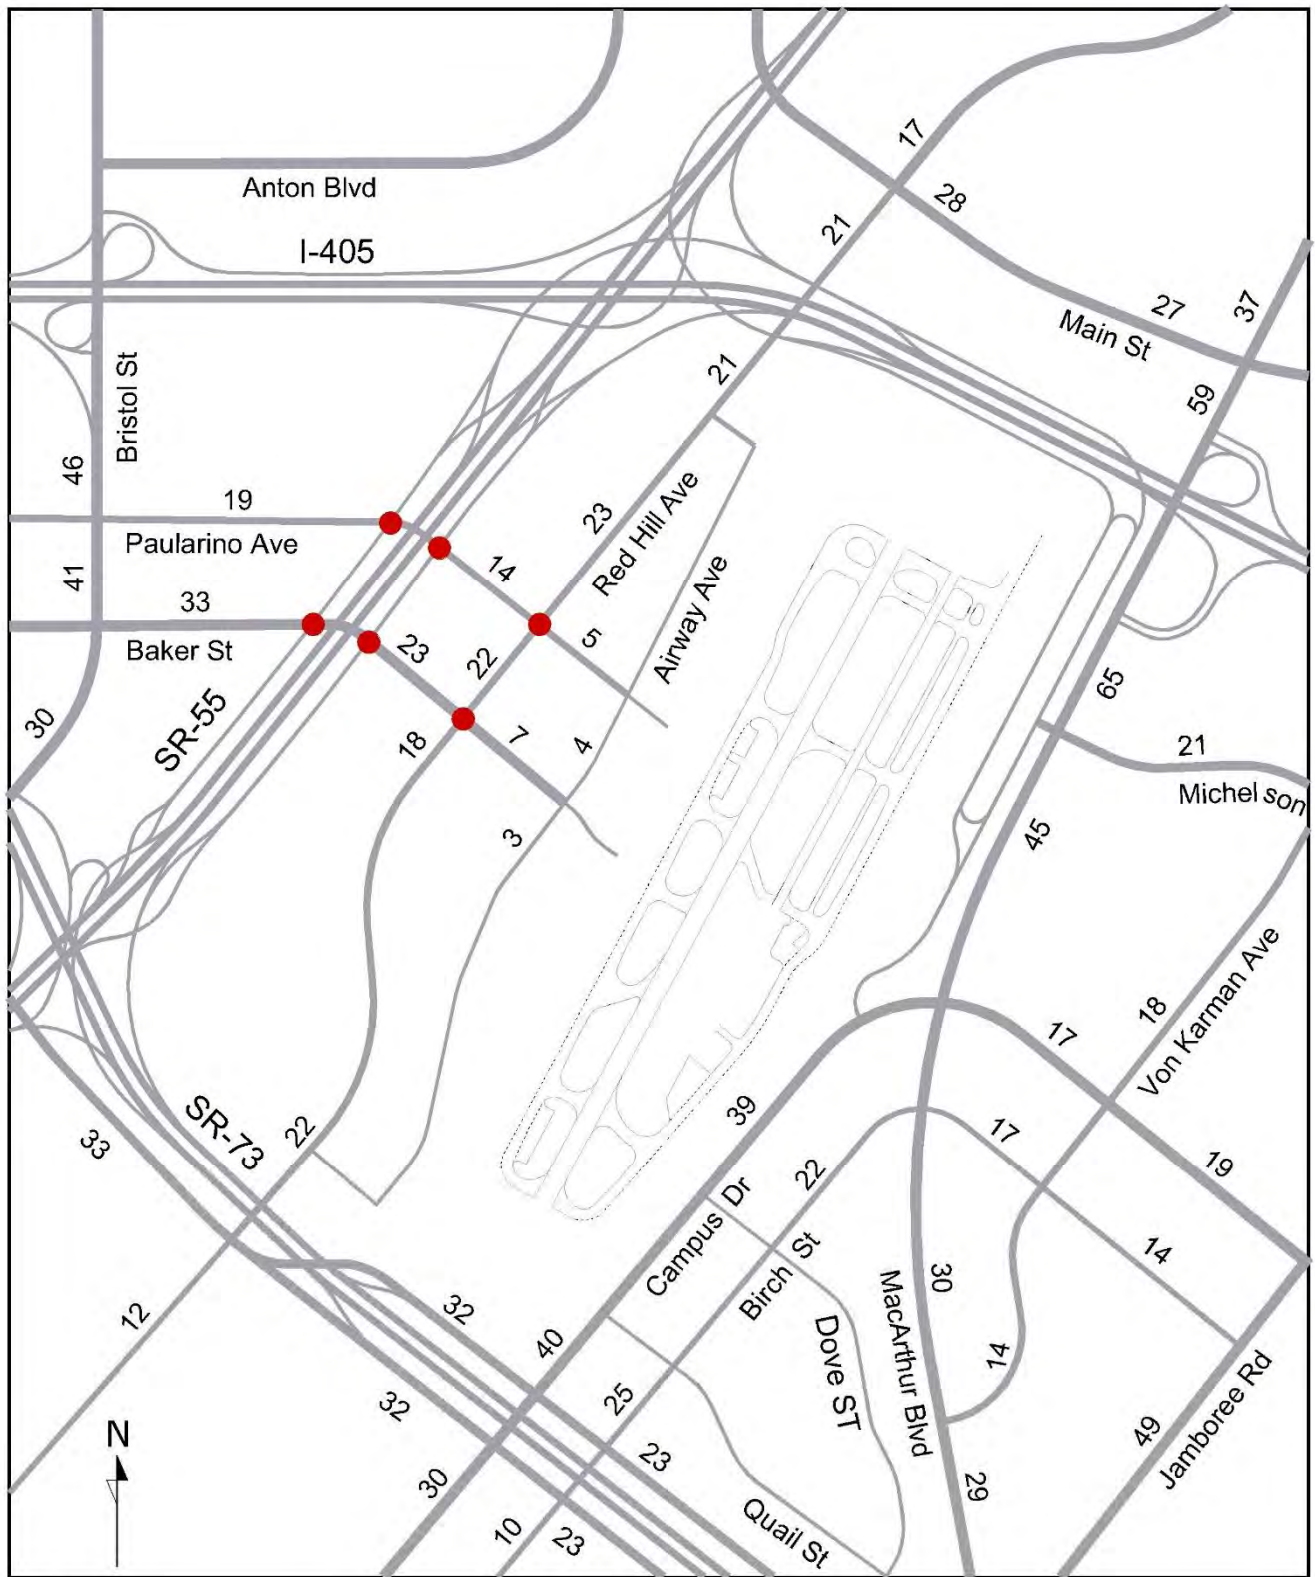 17
Anton Blvd
28
21
I-405
37
27
Main St
21
59
Bristol St
46
19
23
Red Hill Ave
Paularino Ave
14
41
33
5
Airway Ave
Baker St
23
22
65
30
SR-55
18
7
4
21
Michelson
3
45
18
Von Karman Ave
17
39
SR-73
22
33
17
19
22
Campus Dr
14
Birch St
30
12
32
MacArthur Blvd
Dove ST
40
14
25
32
Jamboree Rd
49
N
23
30
29
Quail St
10
23